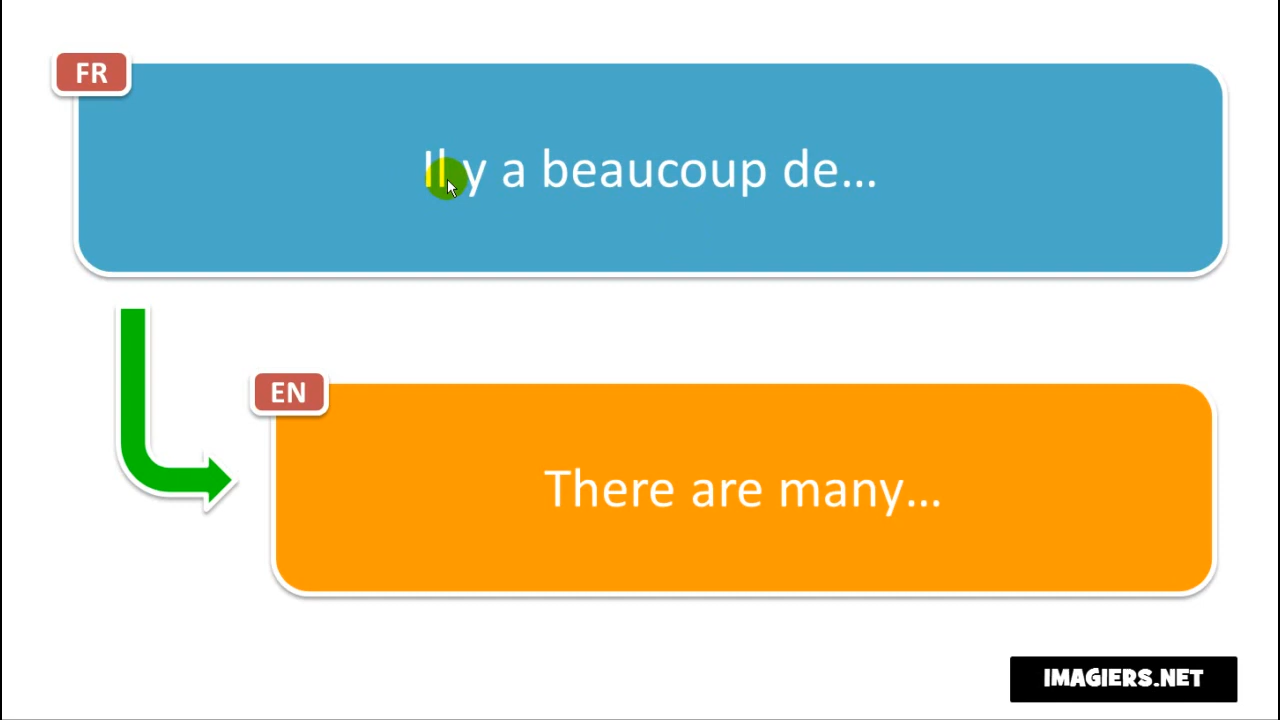 FR
Il y a beaucoup de...
EN
There are many...
IMAGIERS.NET